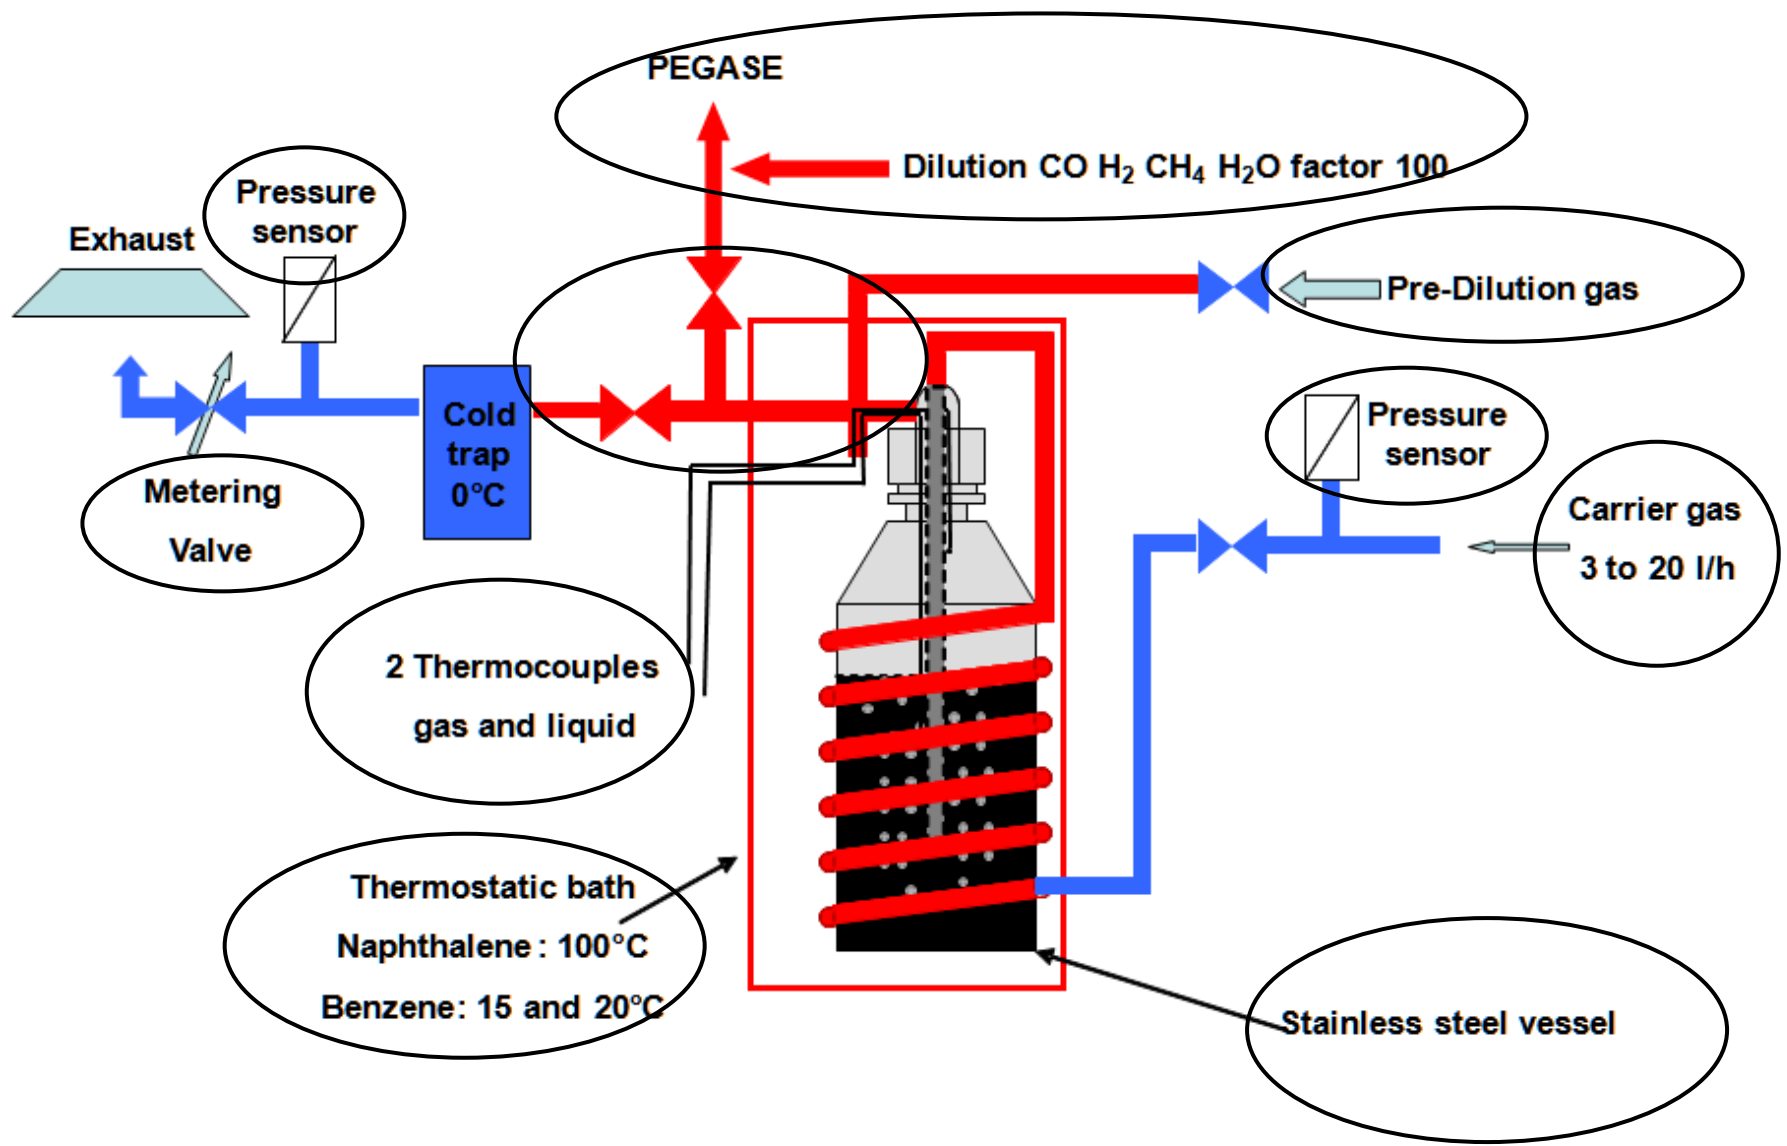 PEGASE
Dilution CO H₂ CH₄ H₂O factor 100
Pressure
sensor
Exhaust
Pre-Dilution gas
Cold
trap
0°C
Pressure
sensor
Metering
Valve
Carrier gas
3 to 20 l/h
2 Thermocouples
gas and liquid
Thermostatic bath
Naphthalene : 100°C
Benzene: 15 and 20°C
Stainless steel vessel